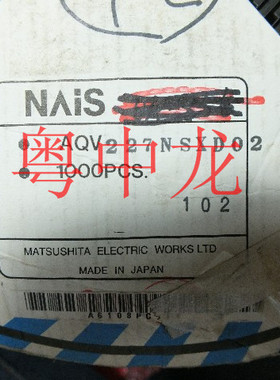 NAiS
AQV227NSXD02
1000PCS.
粤中龙
102
MATSUSHITA ELECTRIC WORKS LTD
MADE IN JAPAN